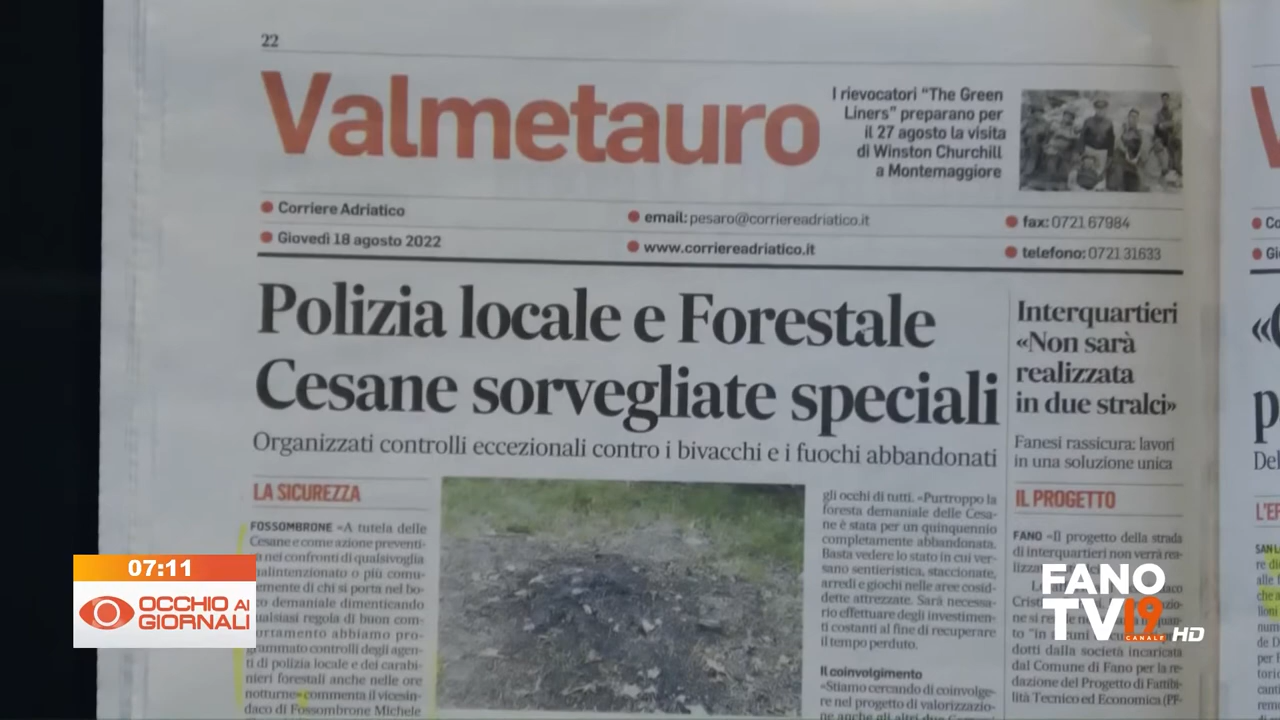 22
Valmetauro
I rievocatori “The Green
Liners” preparano per
il 27 agosto la visita
di Winston Churchill
a Montemaggiore
Corriere Adriatico
Giovedì 18 agosto 2022
email: pesaro@corriereadriatico.it
www.corriereadriatico.it
fax: 0721 67984
telefono: 0721 31633
Polizia locale e Forestale
Cesane sorvegliate speciali
Organizzati controlli eccezionali contro i bivacchi e i fuochi abbandonati
LA SICUREZZA
FOSSOMBRONE «A tutela delle
Cesane e come azione preventi-
va nei confronti di qualsivoglia
malintenzionato o più comu-
nemente di chi si porta nel bo-
co demaniale dimenticando
qualsiasi regola di buon com-
portamento abbiamo pro-
grammato controlli degli agen-
ti di polizia locale e dei carabi-
nieri forestali anche nelle ore
notturne» commenta il vicesin-
daco di Fossombrone Michele
gli occhi di tutti. «Purtroppo la
foresta demaniale delle Cesa-
ne è stata per un quinquennio
completamente abbandonata.
Basta vedere lo stato in cui ver-
sano sentieristica, staccionate,
arredi e giochi nelle aree cosid-
dette attrezzate. Sarà necessa-
rio effettuare degli investimen-
ti costanti al fine di recuperare
il tempo perduto.
Il coinvolgimento
«Stiamo cercando di coinvolge-
re nel progetto di valorizzazio-
ne anche gli altri due
Interquartieri
«Non sarà
realizzata
in due stralci»
Fanesi rassicura: lavori
in una soluzione unica
IL PROGETTO
FANO «Il progetto della strada
di interquartieri non verrà rea-
dotti dalla società incaricata
dal Comune di Fano per la re-
dazione del Progetto di Fattibi-
lità Tecnico ed Economica (PF-
07:11
OCCHIO AI
GIORNALI
FANO
TV 19
CANALE HD